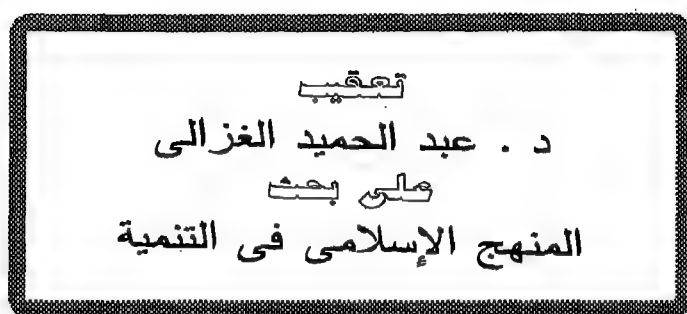 تعقيب
د . عبد الحميد الغزالى
على بحث
المنهج الإسلامى فى التنمية